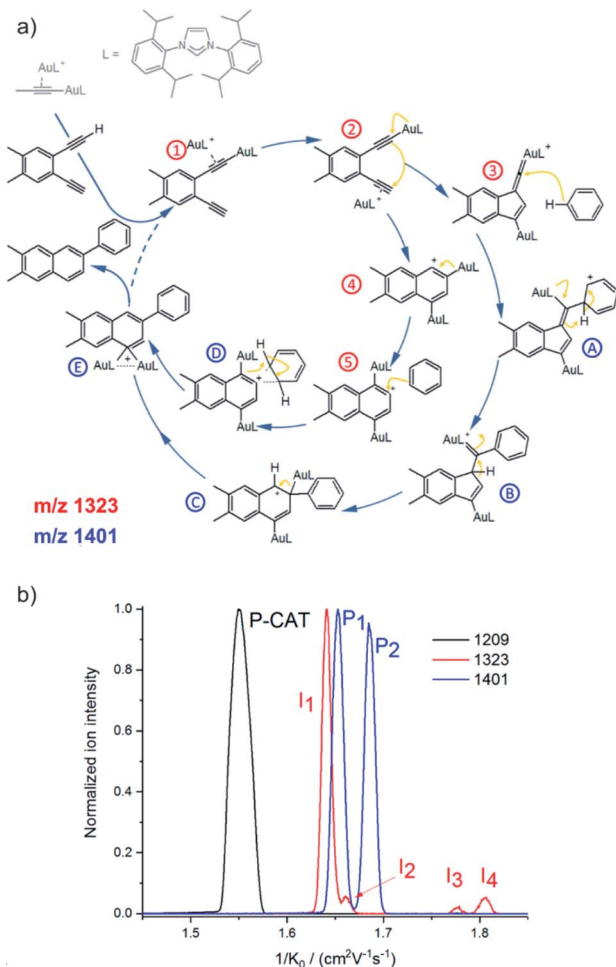 a)
L =
N
N
AuL⁺
AuL
H
① AuL⁺
AuL
②
AuL
AuL⁺
③
AuL⁺
H
AuL
④
+
AuL
AuL
AuL
H
+
Ⓐ
AuL
⑤
AuL
+
AuL
Ⓓ
AuL
H
+
H
AuL
Ⓔ
AuL
+
AuL
AuL
+
H
Ⓑ
AuL
Ⓒ
H
AuL
+
AuL
m/z 1323
m/z 1401
b)
P-CAT
P₁
P₂
I₁
I₂
I₃
I₄
1209
1323
1401
Normalized ion intensity
1.0
0.8
0.6
0.4
0.2
0.0
1.5
1.6
1.7
1.8
1/K₀ / (cm²V⁻¹s⁻¹)